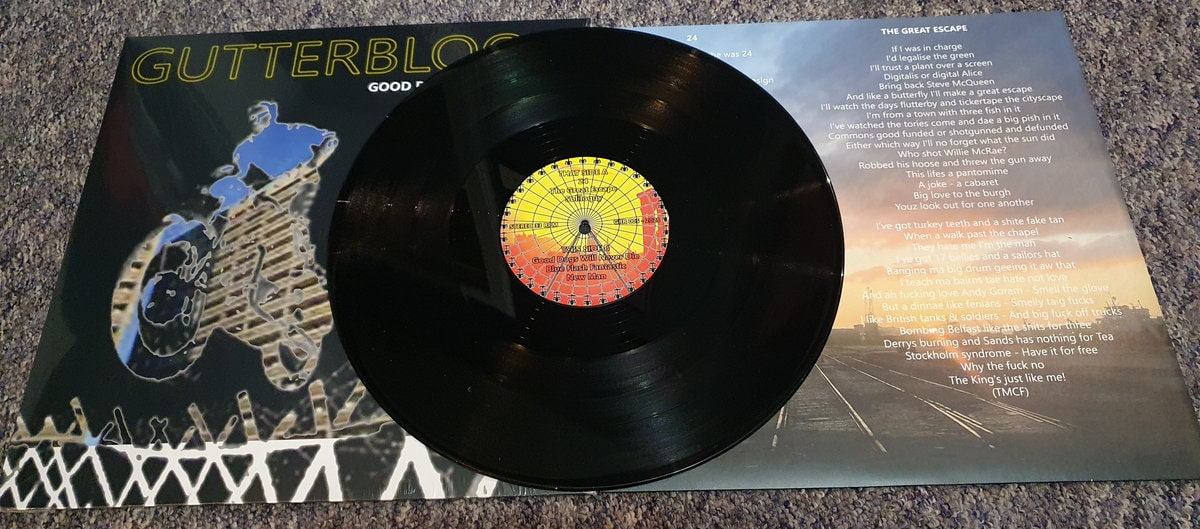 GUTTERBLOO
GOOD
THAT SIDE A
24
The Great Escape
Solidarity
STEREO 33 RPM
THIS SIDE B
Good Dogs Will Never Die
Blue Flash Fantastic
New Man
24
was 24
THE GREAT ESCAPE
If I was in charge
I'd legalise the green
I'll trust a plant over a screen
Digitalis or digital Alice
Bring back Steve McQueen
And like a butterfly I'll make a great escape
I'll watch the days flutterby and tickertape the cityscape
I'm from a town with three fish in it
I've watched the tories come and dae a big pish in it
Commons good funded or shotgunned and defunded
Either which way I'll no forget what the sun did
Who shot Willie McRae?
Robbed his hoose and threw the gun away
This lifes a pantomime
A joke - a cabaret
Big love to the burgh
Youz look out for one another
I've got turkey teeth and a shite fake tan
When a walk past the chapel
They hate me I'm the man
I've got 17 bellies and a sailors hat
Banging ma big drum geeing it aw that
I teach ma bairns tae hate not love
And ah fucking love Andy Gorem - Smell the glove
But a dinnae like fenians - Smelly taig fucks
I like British tanks & soldiers - And big fuck off trucks
Bombing Belfast like the shits for three
Derrys burning and Sands has nothing for Tea
Stockholm syndrome - Have it for free
Why the fuck no
The King's just like me!
(TMCF)